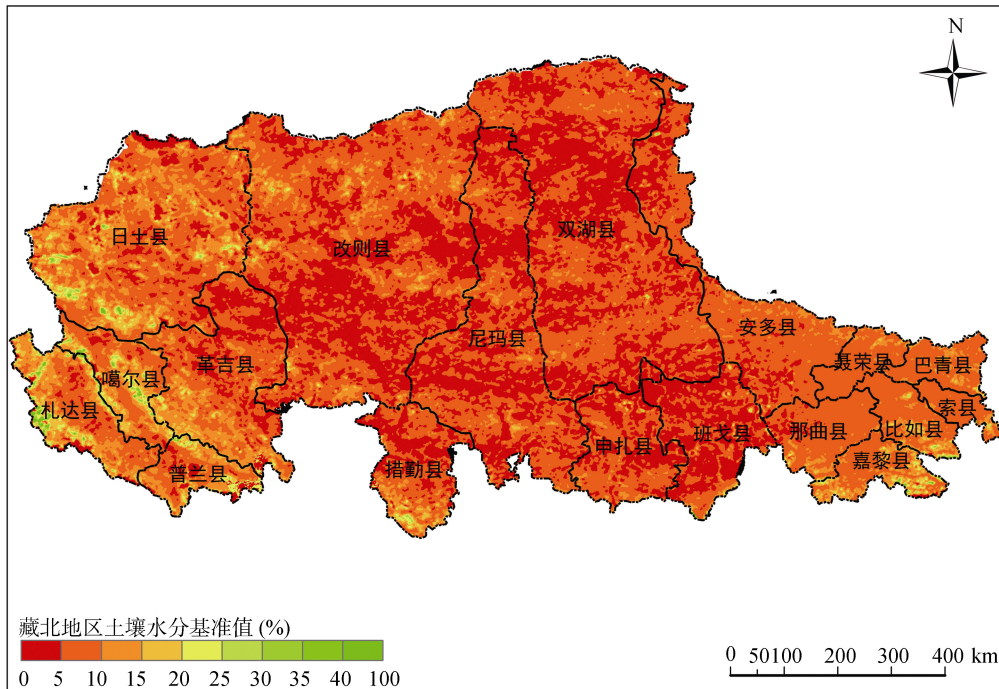 N
日土县
改则县
双湖县
安多县
尼玛县
聂荣县
巴青县
革吉县
噶尔县
札达县
索县
那曲县
比如县
申扎县
班戈县
嘉黎县
普兰县
措勤县
藏北地区土壤水分基准值 (%)
0 5 10 15 20 25 30 35 40 100
0 50 100 200 300 400 km